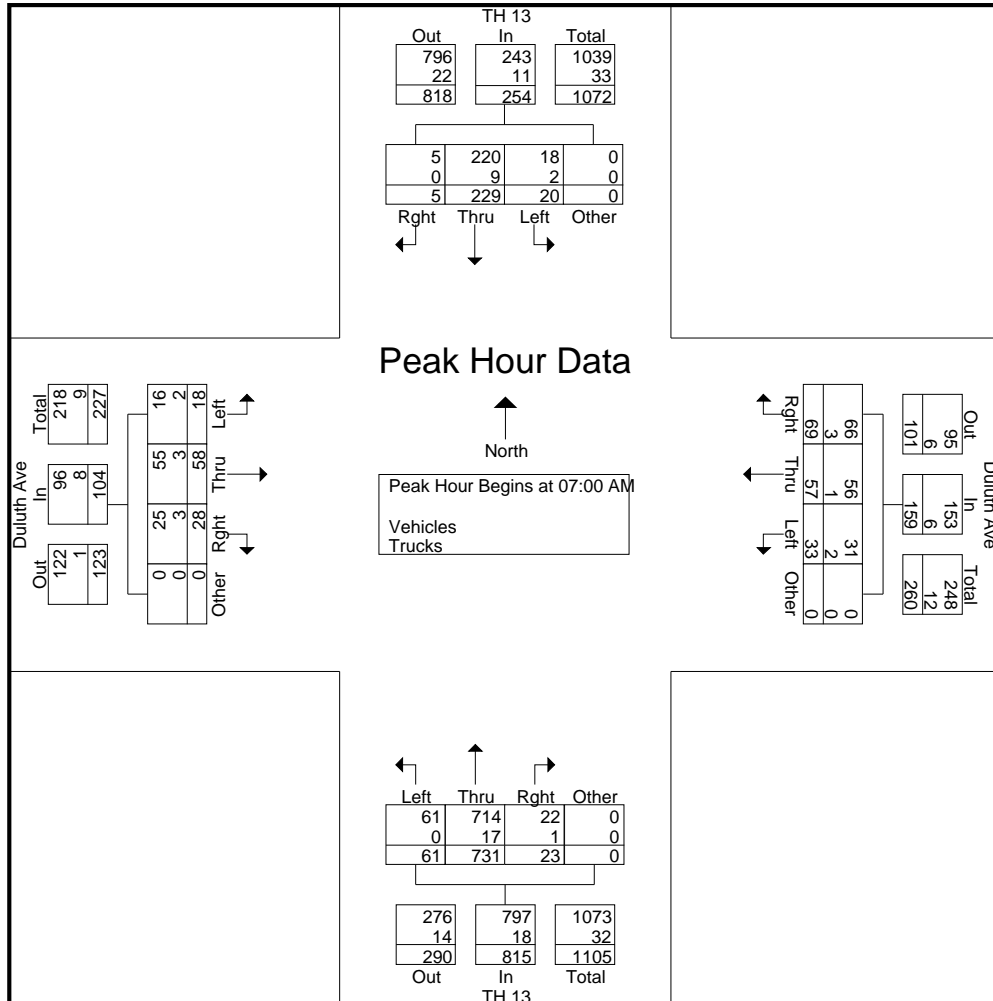 TH 13
Out In Total
796 243 1039
22 11 33
818 254 1072
5 220 18 0
0 9 2 0
5 229 20 0
Rght Thru Left Other
Peak Hour Data
North
Peak Hour Begins at 07:00 AM
Vehicles
Trucks
Duluth Ave
Out In Total
122 96 218
1 8 9
123 104 227
Other Rght Thru Left
0 25 55 16
0 3 3 2
0 28 58 18
Duluth Ave
Out In Total
95 153 248
6 6 12
101 159 260
66 56 31 0
3 1 2 0
69 57 33 0
Rght Thru Left Other
Left Thru Rght Other
61 714 22 0
0 17 1 0
61 731 23 0
276 797 1073
14 18 32
290 815 1105
Out In Total
TH 13